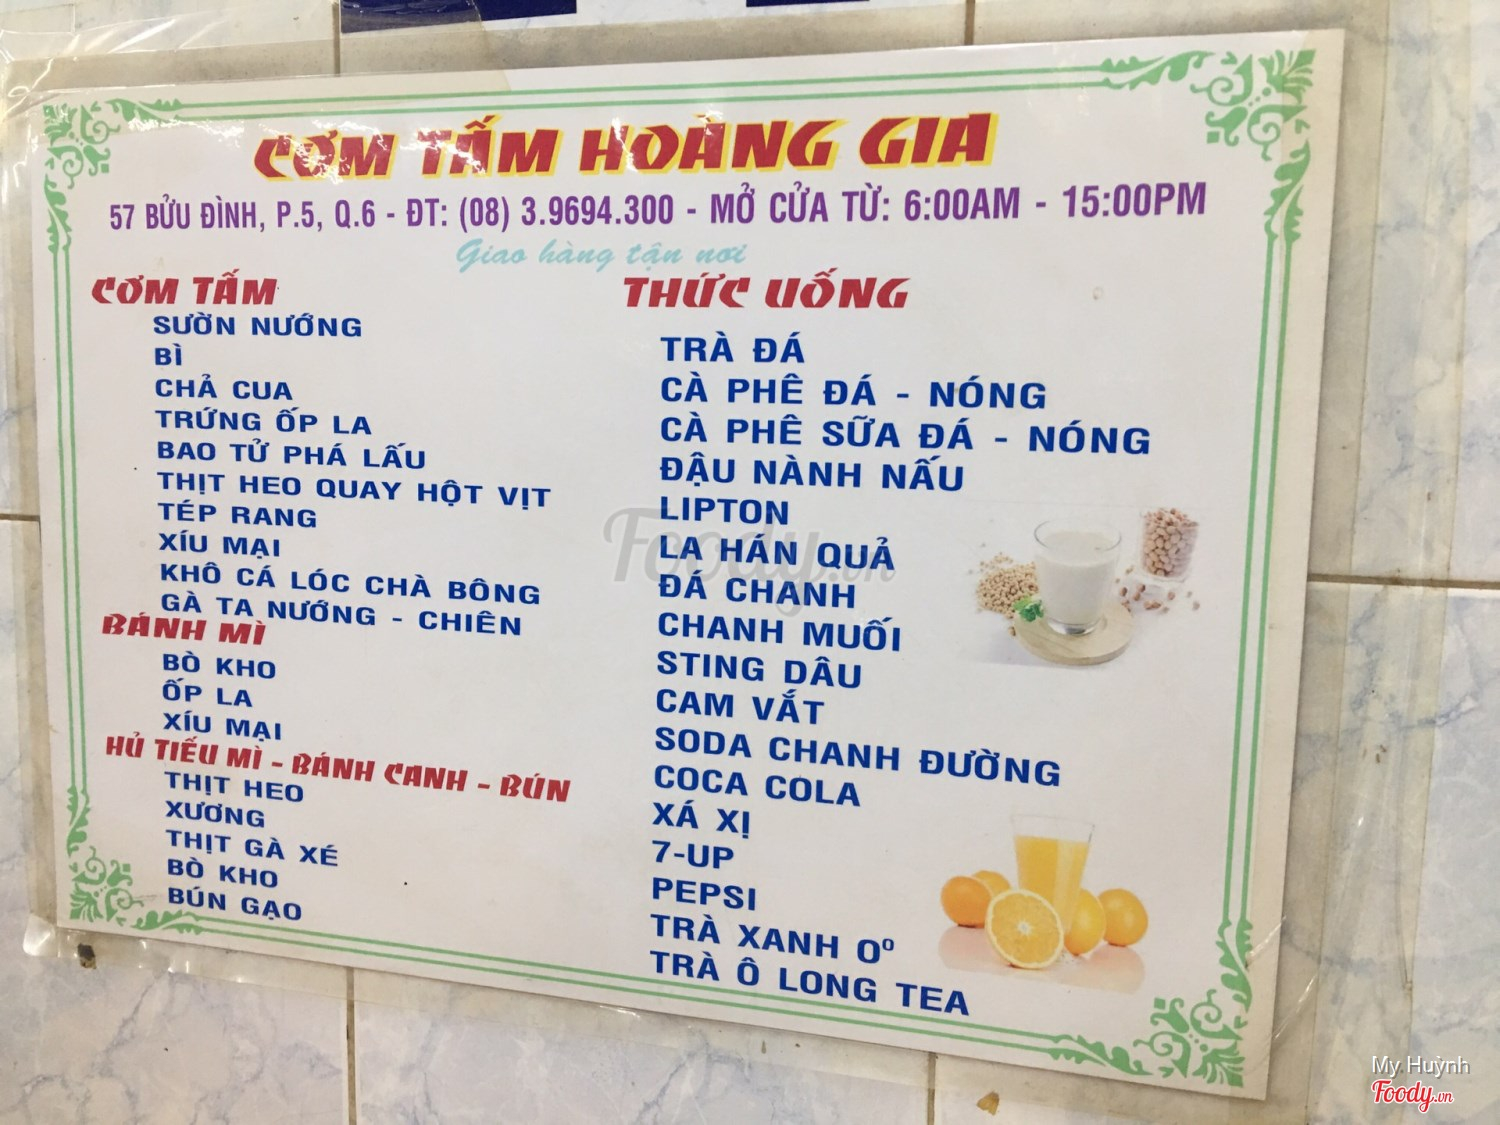 CƠM TẤM HOÀNG GIA
57 BỬU ĐÌNH, P.5, Q.6 - ĐT: (08) 3.9694.300 - MỞ CỬA TỪ: 6:00AM - 15:00PM
Giao hàng tận nơi
CƠM TẤM
SƯỜN NƯỚNG
BÌ
CHẢ CUA
TRỨNG ỐP LA
BAO TỬ PHÁ LẤU
THỊT HEO QUAY HỘT VỊT
TÉP RANG
XÍU MẠI
KHÔ CÁ LÓC CHÀ BÔNG
GÀ TA NƯỚNG - CHIÊN
BÁNH MÌ
BÒ KHO
ỐP LA
XÍU MẠI
HỦ TIẾU MÌ - BÁNH CANH - BÚN
THỊT HEO
XƯƠNG
THỊT GÀ XÉ
BÒ KHO
BÚN GẠO
THỨC UỐNG
TRÀ ĐÁ
CÀ PHÊ ĐÁ - NÓNG
CÀ PHÊ SỮA ĐÁ - NÓNG
ĐẬU NÀNH NẤU
LIPTON
LA HÁN QUẢ
ĐÁ CHANH
CHANH MUỐI
STING DÂU
CAM VẮT
SODA CHANH ĐƯỜNG
COCA COLA
XÁ XỊ
7-UP
PEPSI
TRÀ XANH Oº
TRÀ Ô LONG TEA
Foody.vn
My Huỳnh
Foody.vn